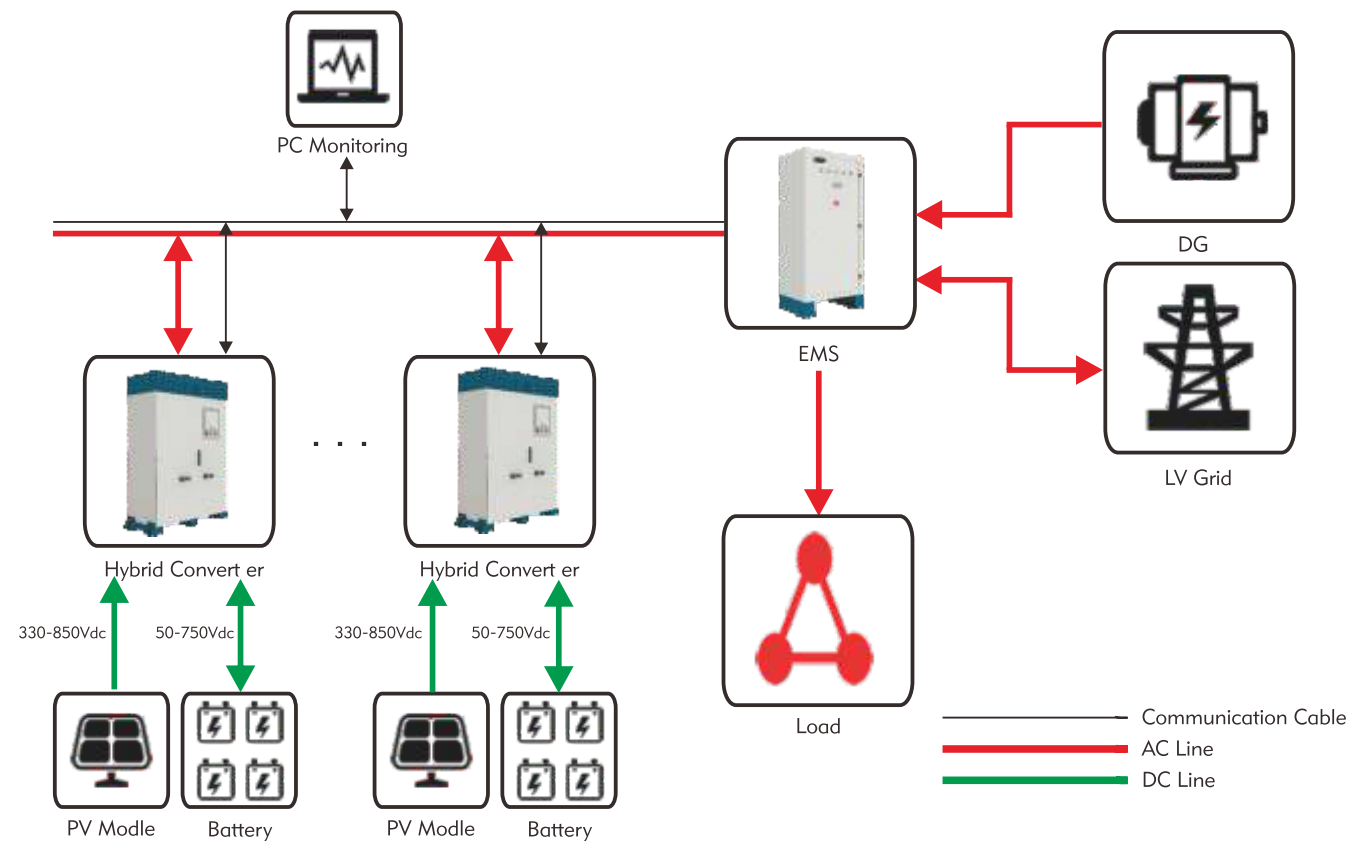 PC Monitoring
DG
EMS
LV Grid
. . .
Hybrid Convert er
Hybrid Convert er
330-850Vdc
50-750Vdc
330-850Vdc
50-750Vdc
Load
Communication Cable
AC Line
DC Line
PV Modle
Battery
PV Modle
Battery